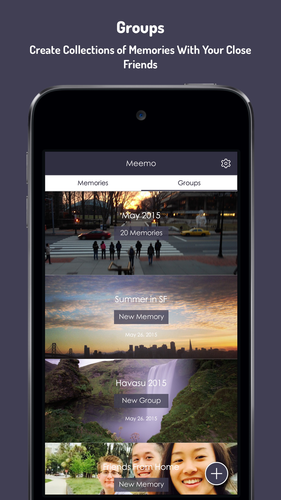 Groups
Create Collections of Memories With Your Close
Friends
Meemo
Memories
Groups
May 2015
20 Memories
Summer in SF
New Memory
May 26, 2015
Havasu 2015
New Group
May 26, 2015
Friends From Home
New Memory